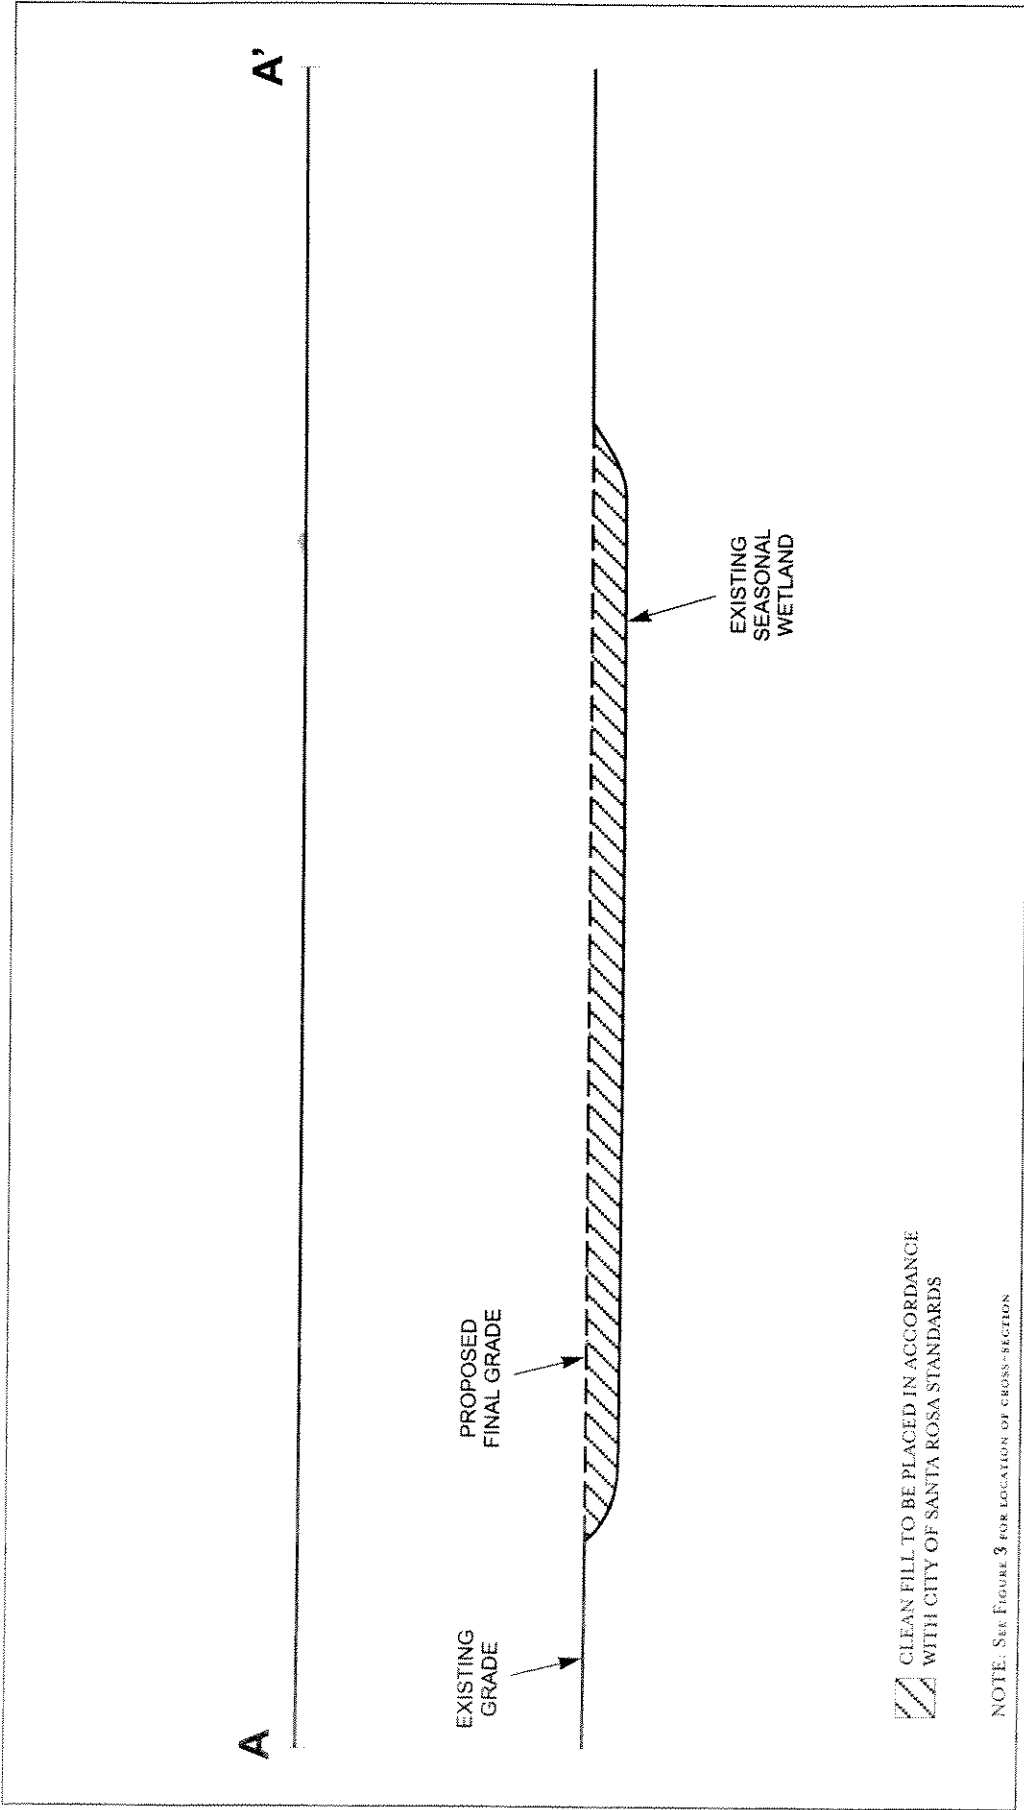 A
A'
EXISTING
GRADE
PROPOSED
FINAL GRADE
EXISTING
SEASONAL
WETLAND
CLEAN FILL TO BE PLACED IN ACCORDANCE
WITH CITY OF SANTA ROSA STANDARDS
NOTE: SEE FIGURE 3 FOR LOCATION OF CROSS-SECTION